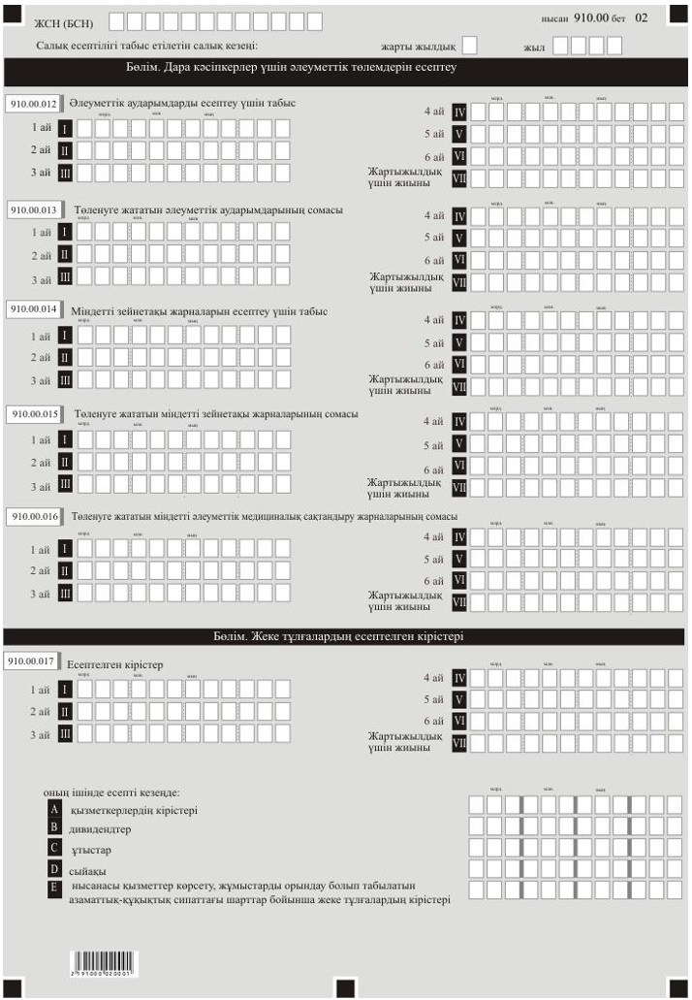 ЖСН (БСН)
нысан 910.00 бет 02
Салық есептілігі табыс етілетін салық кезеңі:
жарты жылдық
жыл
Бөлім. Дара кәсіпкерлер үшін әлеуметтік төлемдерін есептеу
910.00.012 Әлеуметтік аударымдарды есептеу үшін табыс
млрд. млн. мың
1 ай I
2 ай II
3 ай III
млрд. млн. мың
4 ай IV
5 ай V
6 ай VI
Жартыжылдық
үшін жиыны VII
910.00.013 Төленуге жататын әлеуметтік аударымдарының сомасы
млрд. млн. мың
1 ай I
2 ай II
3 ай III
млрд. млн. мың
4 ай IV
5 ай V
6 ай VI
Жартыжылдық
үшін жиыны VII
910.00.014 Міндетті зейнетақы жарналарын есептеу үшін табыс
млрд. млн. мың
1 ай I
2 ай II
3 ай III
млрд. млн. мың
4 ай IV
5 ай V
6 ай VI
Жартыжылдық
үшін жиыны VII
910.00.015 Төленуге жататын міндетті зейнетақы жарналарының сомасы
млрд. млн. мың
1 ай I
2 ай II
3 ай III
млрд. млн. мың
4 ай IV
5 ай V
6 ай VI
Жартыжылдық
үшін жиыны VII
910.00.016 Төленуге жататын міндетті әлеуметтік медициналық сақтандыру жарналарының сомасы
млрд. млн. мың
1 ай I
2 ай II
3 ай III
млрд. млн. мың
4 ай IV
5 ай V
6 ай VI
Жартыжылдық
үшін жиыны VII
Бөлім. Жеке тұлғалардың есептелген кірістері
910.00.017 Есептелген кірістер
млрд. млн. мың
1 ай I
2 ай II
3 ай III
млрд. млн. мың
4 ай IV
5 ай V
6 ай VI
Жартыжылдық
үшін жиыны VII
оның ішінде есепті кезеңде:
млрд. млн. мың
A қызметкерлердің кірістері
B дивидендтер
C ұтыстар
D сыйақы
E нысанасы қызметтер көрсету, жұмыстарды орындау болып табылатын
азаматтық-құқықтық сипаттағы шарттар бойынша жеке тұлғалардың кірістері
2191000020001